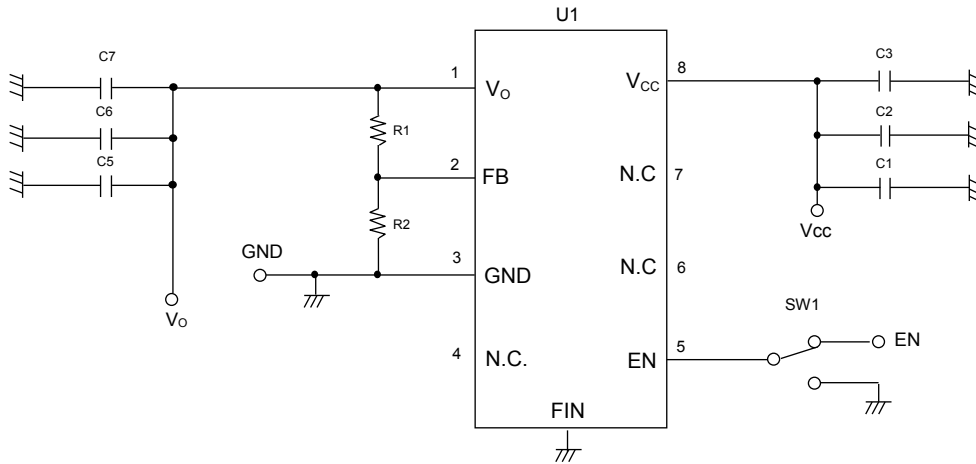 U1
C7
C3
1
8
Vₒ
V_CC
C6
R1
C2
C5
2
FB
N.C
7
C1
R2
Vcc
GND
3
GND
N.C
6
Vₒ
SW1
4
N.C.
EN
5
EN
FIN